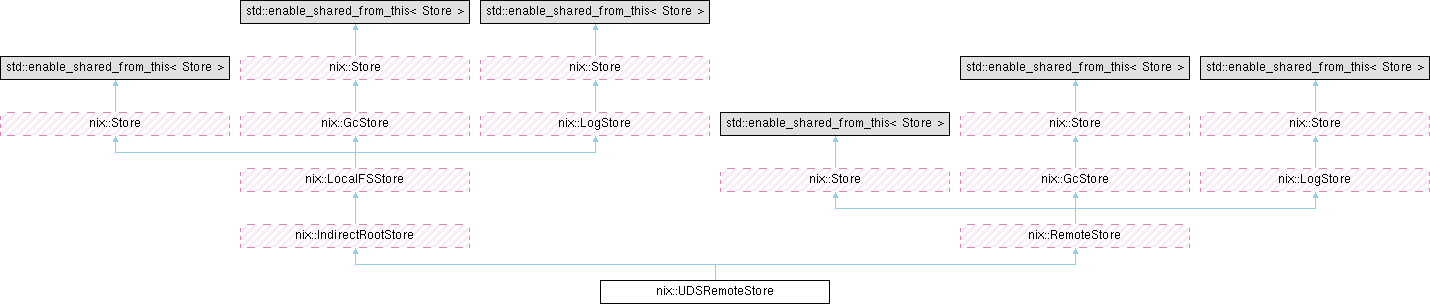 std::enable_shared_from_this< Store >
std::enable_shared_from_this< Store >
std::enable_shared_from_this< Store >
nix::Store
nix::Store
std::enable_shared_from_this< Store >
std::enable_shared_from_this< Store >
nix::Store
nix::GcStore
nix::LogStore
std::enable_shared_from_this< Store >
nix::Store
nix::Store
nix::LocalFSStore
nix::Store
nix::GcStore
nix::LogStore
nix::IndirectRootStore
nix::RemoteStore
nix::UDSRemoteStore